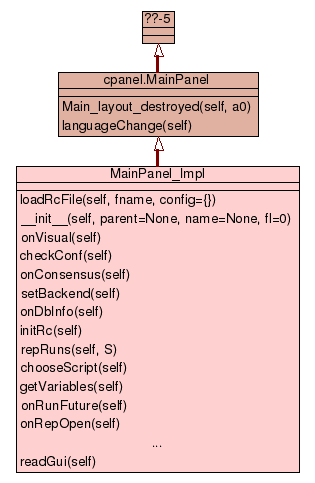 ??-5
cpanel.MainPanel
Main_layout_destroyed(self, a0)
languageChange(self)
MainPanel_Impl
loadRcFile(self, fname, config={})
__init__(self, parent=None, name=None, fl=0)
onVisual(self)
checkConf(self)
onConsensus(self)
setBackend(self)
onDbInfo(self)
initRc(self)
repRuns(self, S)
chooseScript(self)
getVariables(self)
onRunFuture(self)
onRepOpen(self)
...
readGui(self)